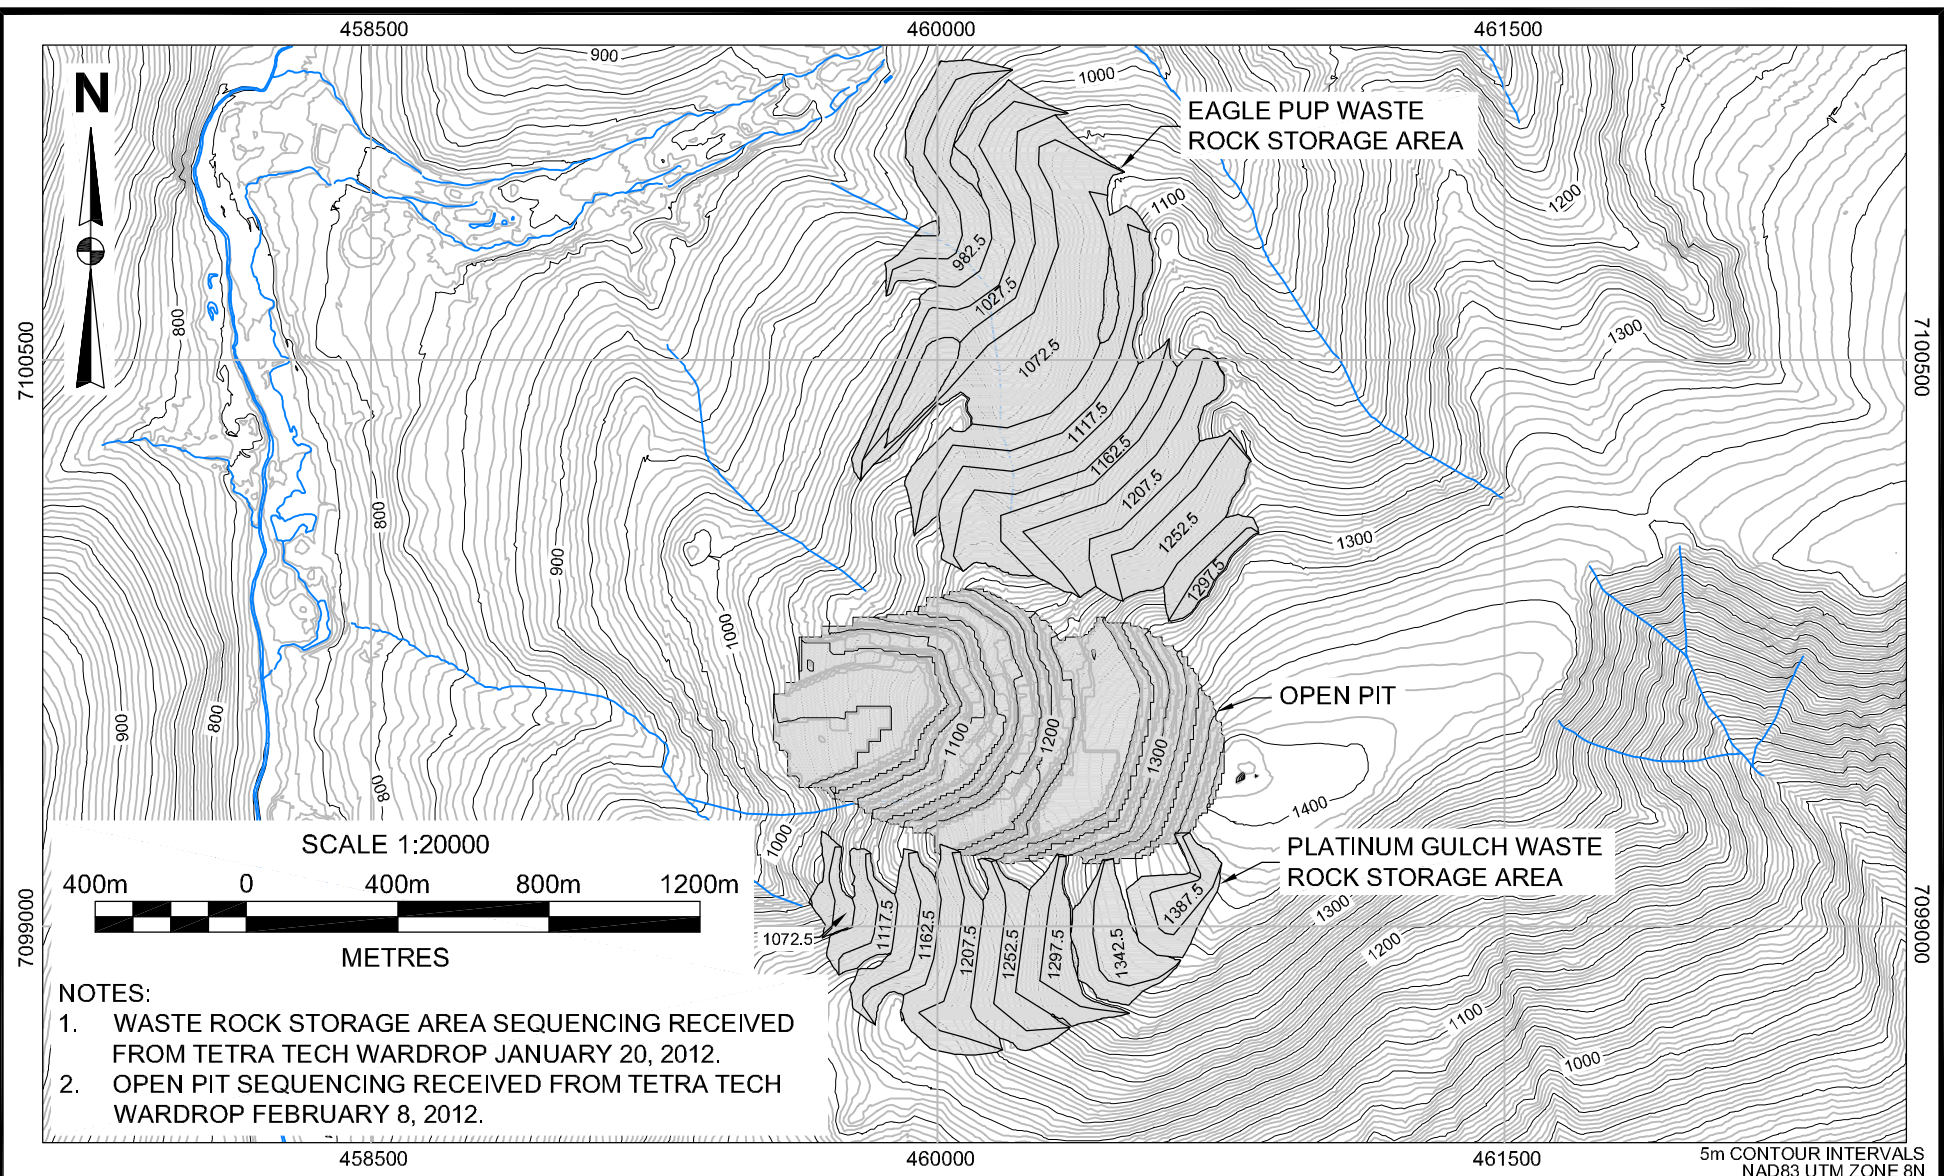 458500 460000 461500
900
1000
N
EAGLE PUP WASTE
ROCK STORAGE AREA
1100
1200
982.5
1027.5
800
1300
7100500
7100500
1072.5
1117.5
1162.5
1207.5
800
1252.5
1300
900
1297.5
1000
OPEN PIT
900
800
1100
1200
1300
800
1400
1000
SCALE 1:20000
400m 0 400m 800m 1200m
METRES
PLATINUM GULCH WASTE
ROCK STORAGE AREA
1387.5
1300
7099000
7099000
1072.5
1117.5
1162.5
1207.5
1252.5
1297.5
1342.5
1200
1100
1000
NOTES:
1. WASTE ROCK STORAGE AREA SEQUENCING RECEIVED
FROM TETRA TECH WARDROP JANUARY 20, 2012.
2. OPEN PIT SEQUENCING RECEIVED FROM TETRA TECH
WARDROP FEBRUARY 8, 2012.
458500 460000 461500
5m CONTOUR INTERVALS
NAD83 UTM ZONE 8N